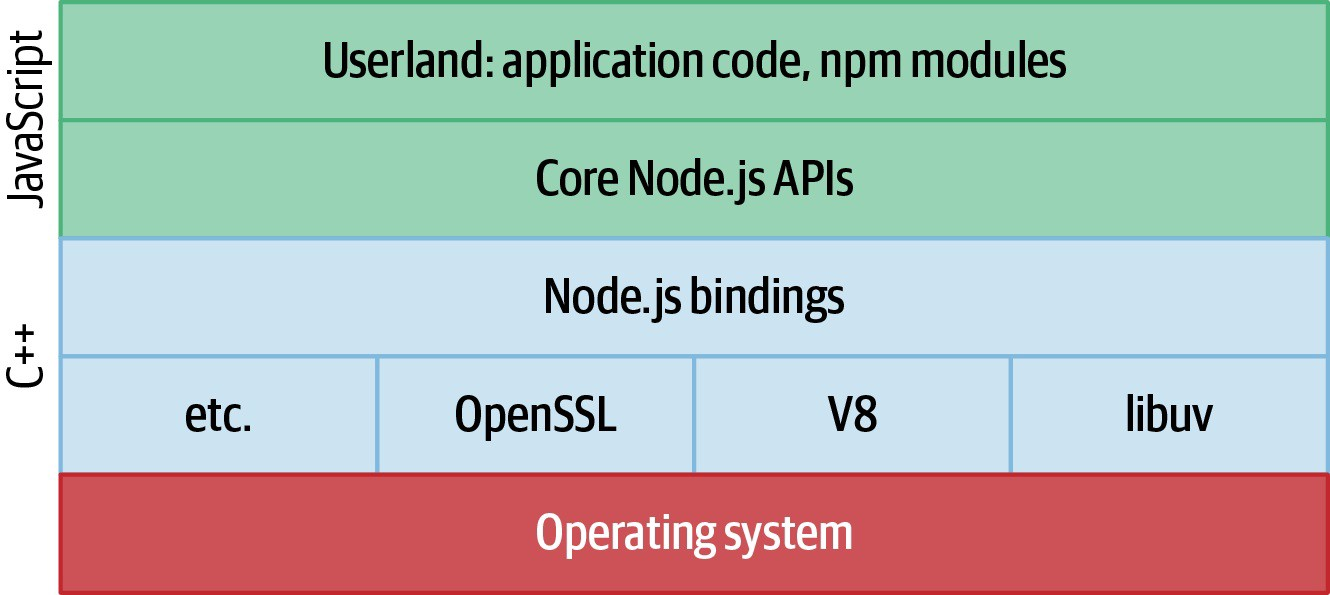 JavaScript
Userland: application code, npm modules
Core Node.js APIs
C++
Node.js bindings
etc.
OpenSSL
V8
libuv
Operating system